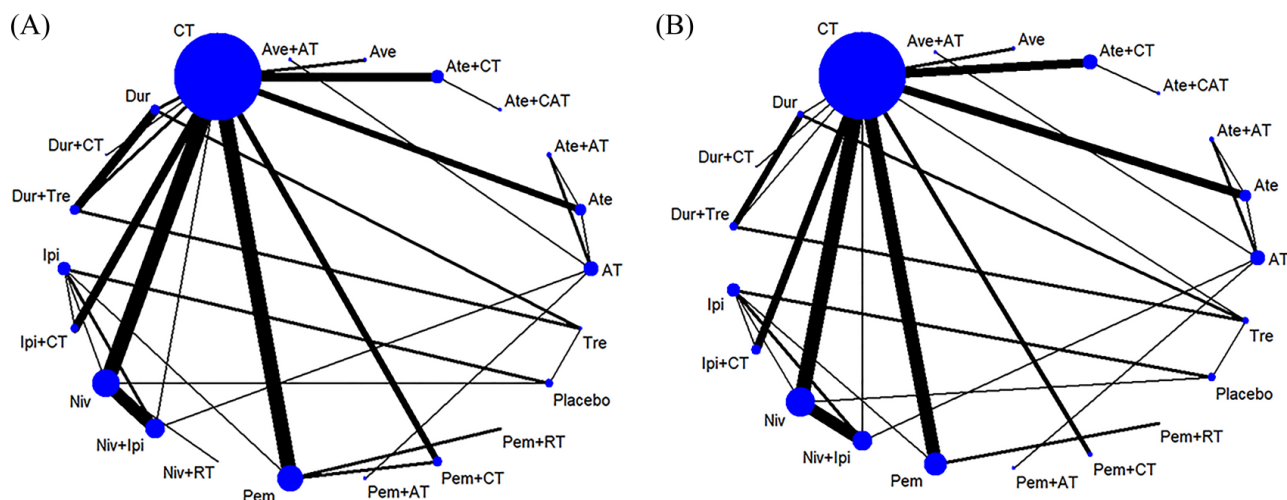 (A)
CT
Ave+AT
Ave
Ate+CT
Ate+CAT
Dur
Dur+CT
Ate+AT
Dur+Tre
Ate
Ipi
AT
Ipi+CT
Tre
Niv
Placebo
Niv+Ipi
Pem+RT
Niv+RT
Pem+CT
Pem
Pem+AT
(B)
CT
Ave+AT
Ave
Ate+CT
Ate+CAT
Dur
Dur+CT
Ate+AT
Dur+Tre
Ate
AT
Ipi
Tre
Ipi+CT
Placebo
Niv
Pem+RT
Niv+Ipi
Pem+CT
Pem
Pem+AT